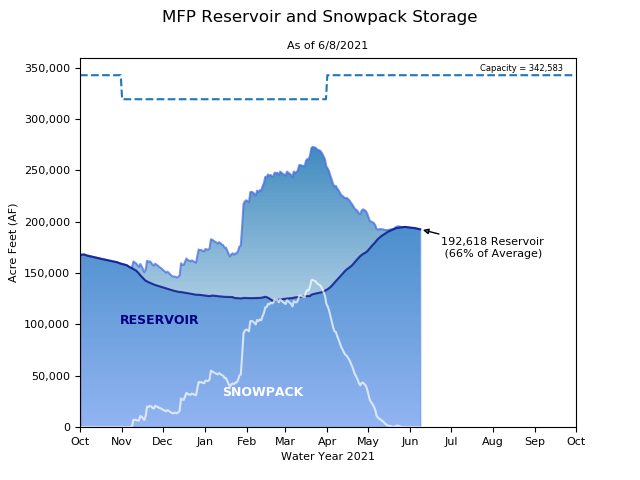 MFP Reservoir and Snowpack Storage
As of 6/8/2021
Capacity = 342,583
350,000
300,000
250,000
200,000
150,000
100,000
50,000
0
Acre Feet (AF)
192,618 Reservoir
(66% of Average)
RESERVOIR
SNOWPACK
Oct Nov Dec Jan Feb Mar Apr May Jun Jul Aug Sep Oct
Water Year 2021